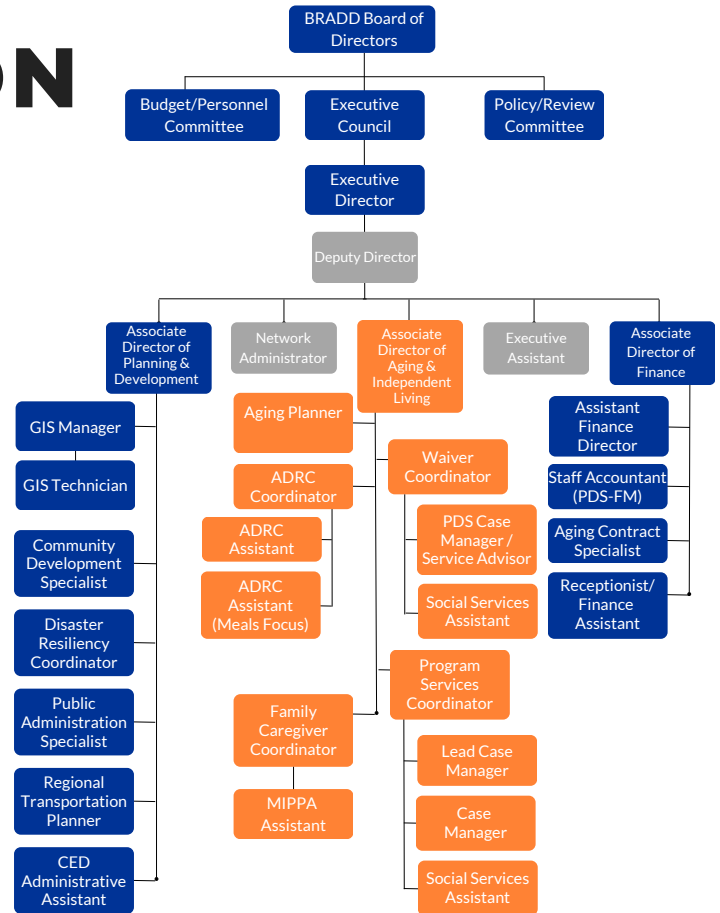 BRADD Board of
Directors
ON
Budget/Personnel
Committee
Executive
Council
Policy/Review
Committee
Executive
Director
Deputy Director
Associate
Director of
Planning &
Development
Network
Administrator
Associate
Director of
Aging &
Independent
Living
Executive
Assistant
Associate
Director of
Finance
GIS Manager
GIS Technician
Community
Development
Specialist
Disaster
Resiliency
Coordinator
Public
Administration
Specialist
Regional
Transportation
Planner
CED
Administrative
Assistant
Aging Planner
ADRC
Coordinator
ADRC
Assistant
ADRC
Assistant
(Meals Focus)
Family
Caregiver
Coordinator
MIPPA
Assistant
Waiver
Coordinator
PDS Case
Manager /
Service Advisor
Social Services
Assistant
Program
Services
Coordinator
Lead Case
Manager
Case
Manager
Social Services
Assistant
Assistant
Finance
Director
Staff Accountant
(PDS-FM)
Aging Contract
Specialist
Receptionist/
Finance
Assistant